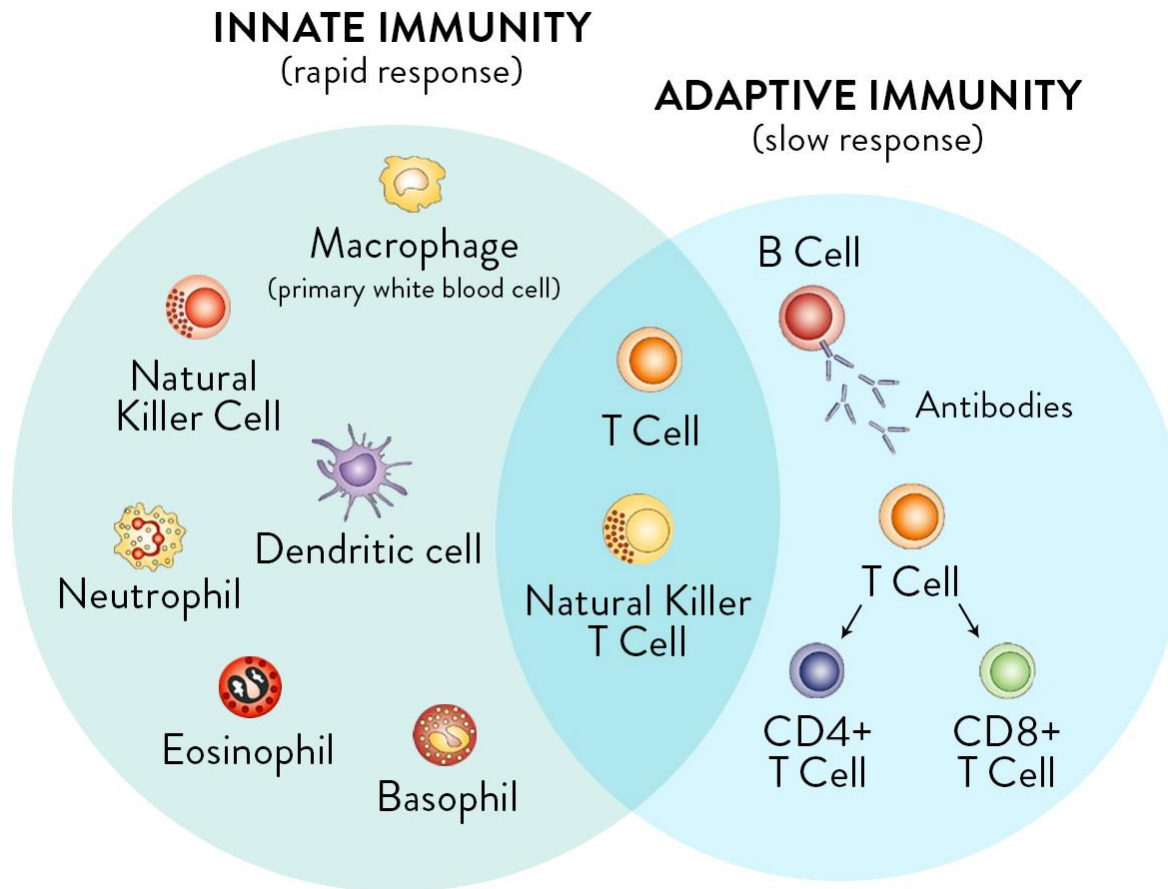 INNATE IMMUNITY
(rapid response)
ADAPTIVE IMMUNITY
(slow response)
Macrophage
(primary white blood cell)
Natural
Killer Cell
Dendritic cell
Neutrophil
Eosinophil
Basophil
T Cell
Natural Killer
T Cell
B Cell
Antibodies
T Cell
CD4+
T Cell
CD8+
T Cell